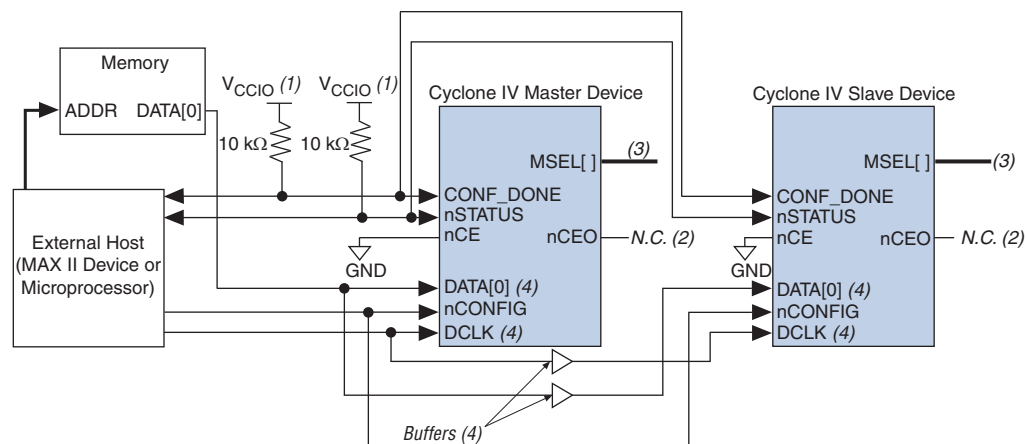 Memory
ADDR DATA[0]
VCCIO (1) VCCIO (1)
10 kΩ 10 kΩ
Cyclone IV Master Device
MSEL[ ] (3)
CONF_DONE
nSTATUS
nCE nCEO N.C. (2)
GND
DATA[0] (4)
nCONFIG
DCLK (4)
Cyclone IV Slave Device
MSEL[ ] (3)
CONF_DONE
nSTATUS
nCE nCEO N.C. (2)
GND
DATA[0] (4)
nCONFIG
DCLK (4)
External Host
(MAX II Device or
Microprocessor)
Buffers (4)